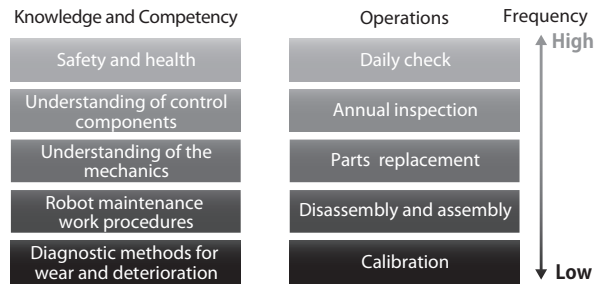 Knowledge and Competency
Operations
Frequency
High
Safety and health
Daily check
Understanding of control
components
Annual inspection
Understanding of the
mechanics
Parts replacement
Robot maintenance
work procedures
Disassembly and assembly
Diagnostic methods for
wear and deterioration
Calibration
Low